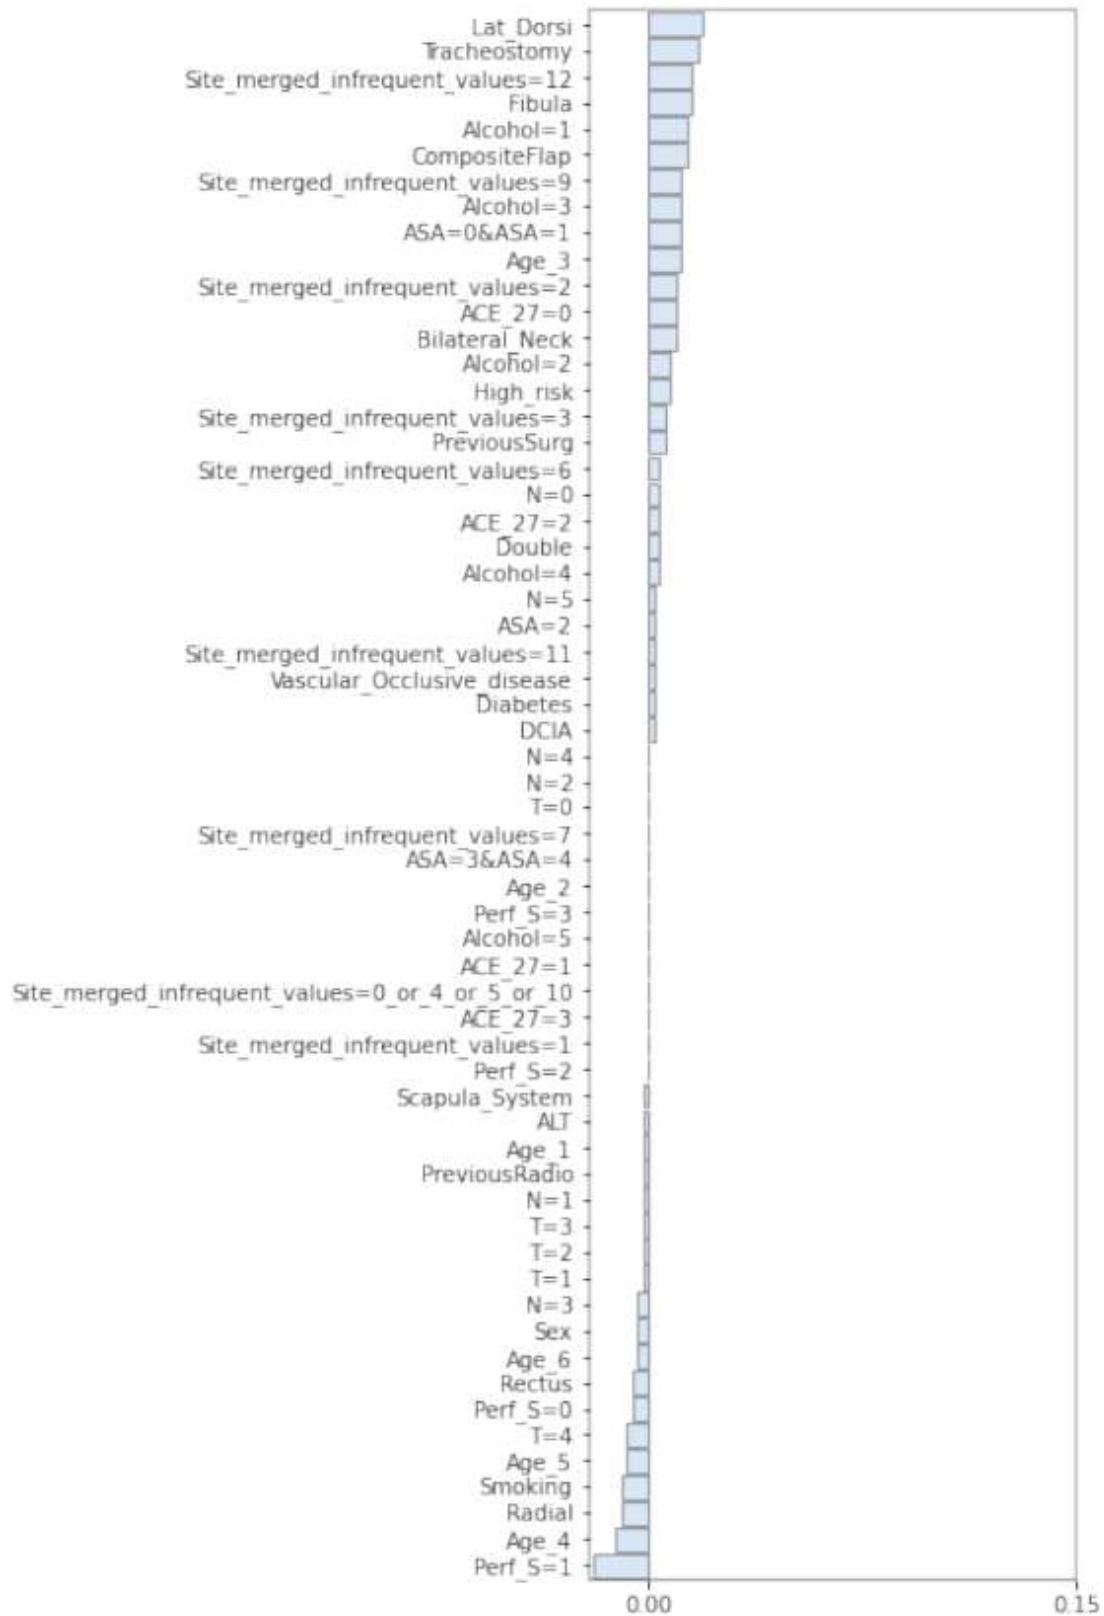 Lat_Dorsi
Tracheostomy
Site_merged_infrequent_values=12
Fibula
Alcohol=1
CompositeFlap
Site_merged_infrequent_values=9
Alcohol=3
ASA=0&ASA=1
Age_3
Site_merged_infrequent_values=2
ACE_27=0
Bilateral_Neck
Alcohol=2
High_risk
Site_merged_infrequent_values=3
PreviousSurg
Site_merged_infrequent_values=6
N=0
ACE_27=2
Double
Alcohol=4
N=5
ASA=2
Site_merged_infrequent_values=11
Vascular_Occlusive_disease
Diabetes
DCIA
N=4
N=2
T=0
Site_merged_infrequent_values=7
ASA=3&ASA=4
Age_2
Perf_S=3
Alcohol=5
ACE_27=1
Site_merged_infrequent_values=0_or_4_or_5_or_10
ACE_27=3
Site_merged_infrequent_values=1
Perf_S=2
Scapula_System
ALT
Age_1
PreviousRadio
N=1
T=3
T=2
T=1
N=3
Sex
Age_6
Rectus
Perf_S=0
T=4
Age_5
Smoking
Radial
Age_4
Perf_S=1
0.00 0.15